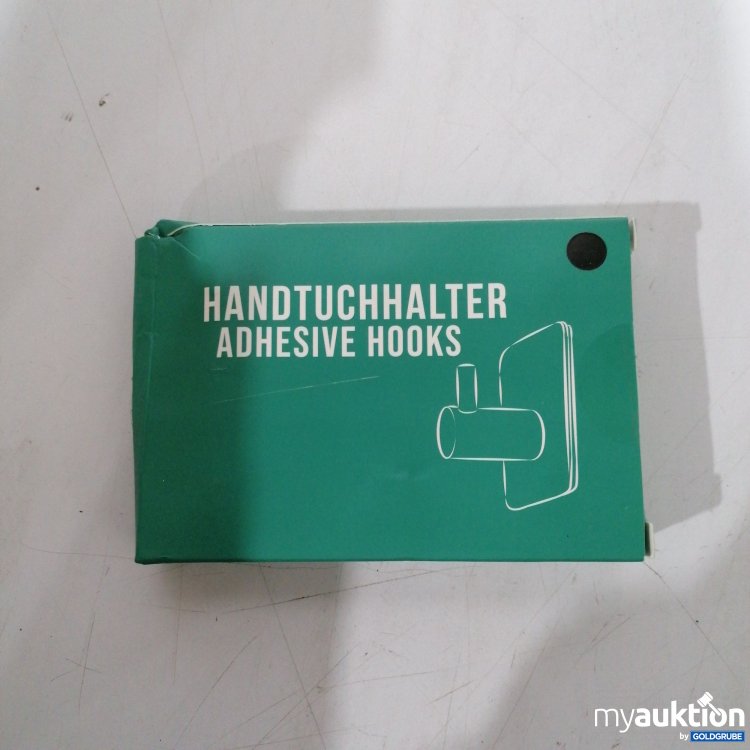 HANDTUCHHALTER
ADHESIVE HOOKS
myauktion
by GOLDGRUBE